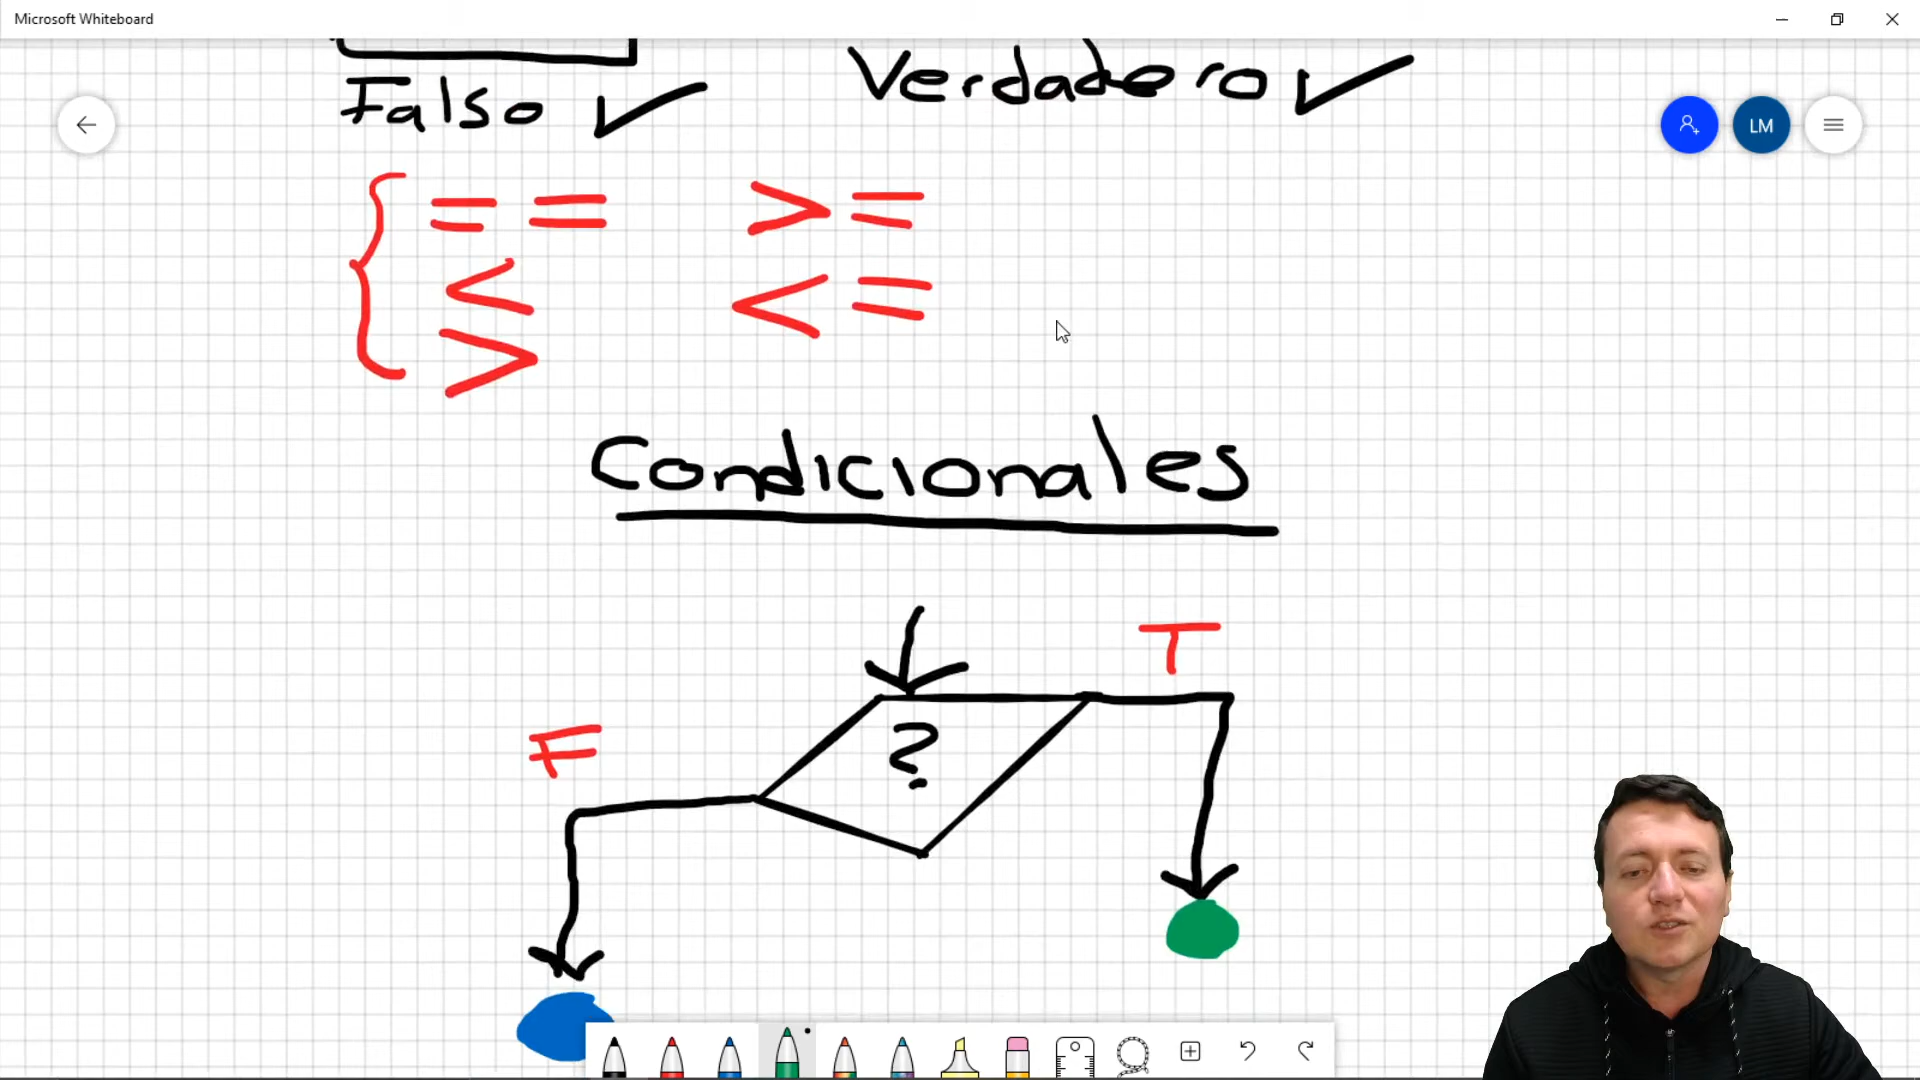 Microsoft Whiteboard
Falso
Verdadero
LM
== >=
< <=
>
Condicionales
T
F
?